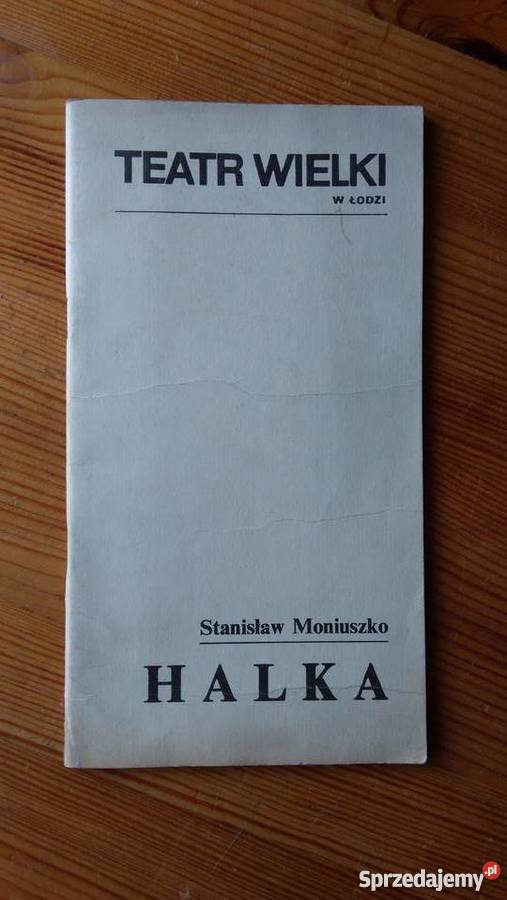 TEATR WIELKI
W ŁODZI
Stanisław Moniuszko
HALKA
Sprzedajemy.pl